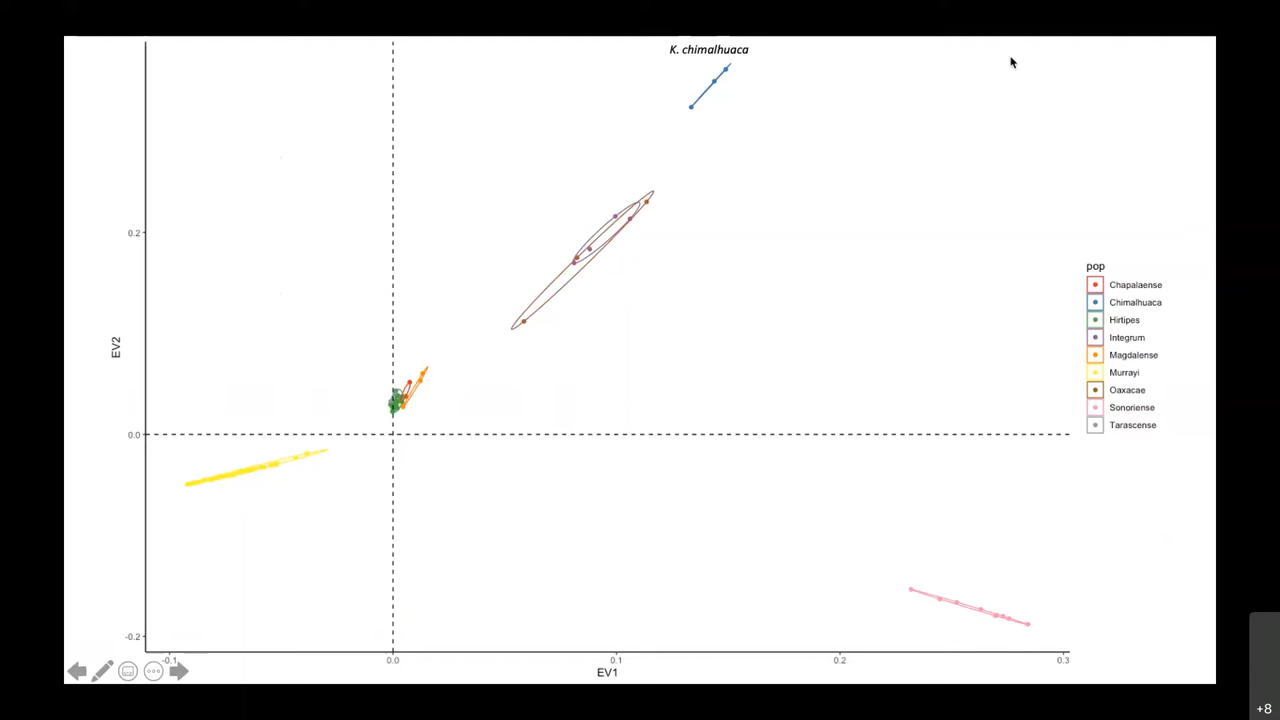 K. chimalhuaca
0.2
0.0
-0.2
EV2
-0.1
0.0
0.1
0.2
0.3
EV1
pop
Chapalaense
Chimalhuaca
Hirtipes
Integrum
Magdalense
Murrayi
Oaxacae
Sonoriense
Tarascense
+8